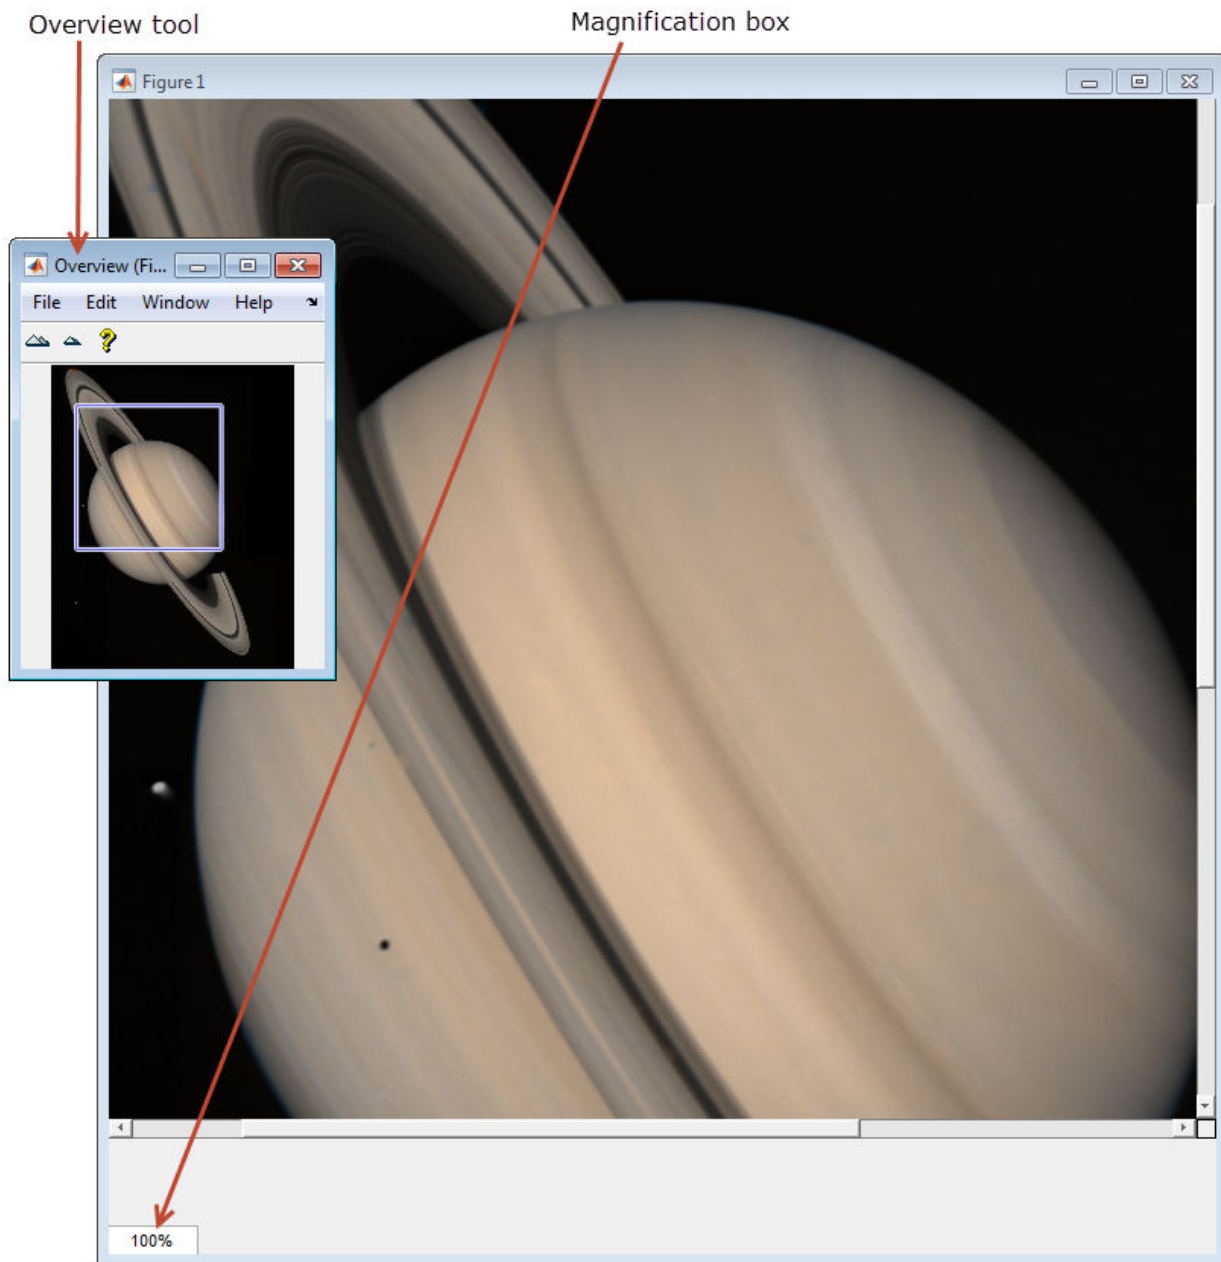 Overview tool
Magnification box
Figure 1
Overview (Fi...
File Edit Window Help
100%